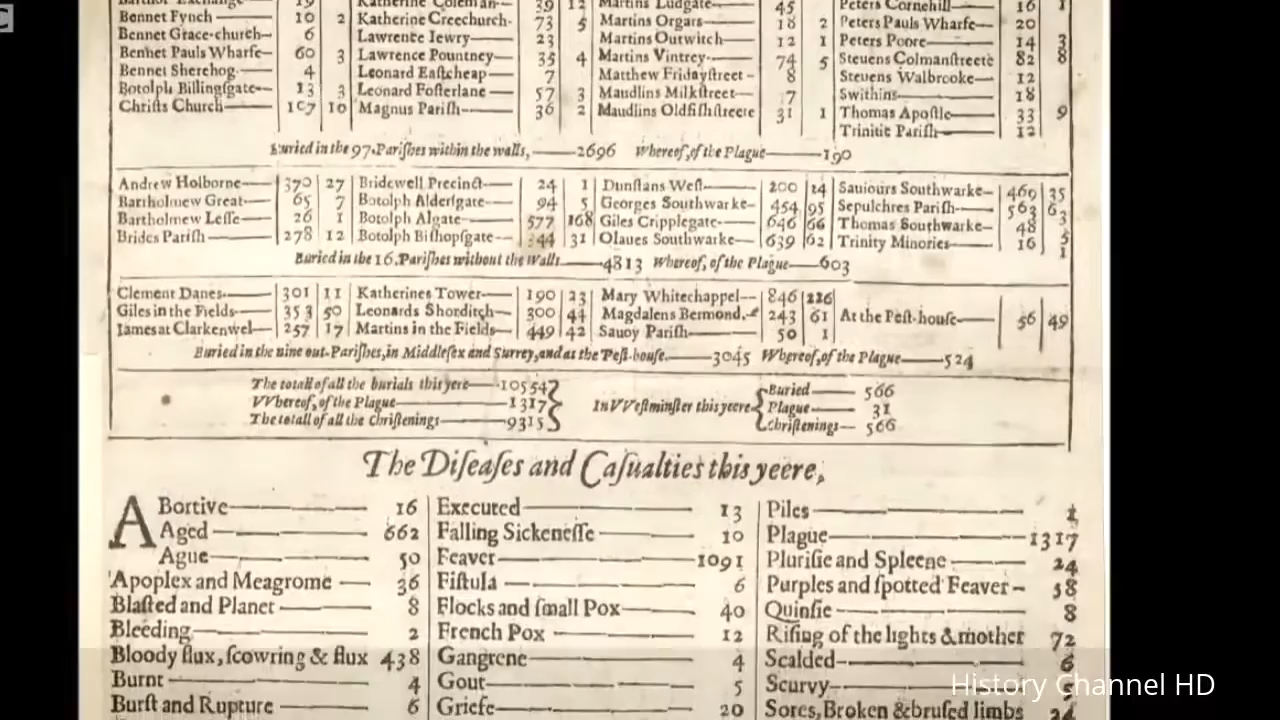 Katherine Coleman 39 12 Martins Ludgate 45 Peters Cornehill 16 1
Bennet Fynch 10 2 Katherine Creechurch 73 5 Martins Orgars 18 2 Peters Pauls Wharfe 20
Bennet Grace-church 6 Lawrence Iewry 23 Martins Outwitch 12 1 Peters Poore 14 3
Bennet Pauls Wharfe 60 3 Lawrence Pountney 35 4 Martins Vintrey 74 5 Steuens Colmanſtreete 82 8
Bennet Sherehog 4 Leonard Eaſtcheap 7 Matthew Fridayſtreet 8 Steuens Walbrooke 12
Botolph Billingſgate 13 3 Leonard Foſterlane 57 3 Maudlins Milkſtreet 7 Swithins 18
Chriſts Church 107 10 Magnus Pariſh 36 2 Maudlins Oldfiſhſtreete 31 1 Thomas Apoſtle 33 9
Trinitie Pariſh 12
Buried in the 97. Pariſhes within the walls, 2696 Whereof, of the Plague 190
Andrew Holborne 370 27 Bridewell Precinct 24 1 Dunſtans Weſt 200 14 Sauiours Southwarke 469 35
Bartholmew Great 65 7 Botolph Alderſgate 94 5 Georges Southwarke 454 95 Sepulchres Pariſh 563 63
Bartholmew Leſſe 26 1 Botolph Algate 577 168 Giles Cripplegate 646 66 Thomas Southwarke 48 5
Brides Pariſh 278 12 Botolph Biſhopſgate 344 31 Olaues Southwarke 639 62 Trinity Minories 16 1
Buried in the 16. Pariſhes without the Walls 4813 Whereof, of the Plague 603
Clement Danes 301 11 Katherines Tower 190 23 Mary Whitechappel 846 226
Giles in the Fields 353 50 Leonards Shorditch 300 44 Magdalens Bermond. 243 61 At the Peſt-houſe 56 49
Iames at Clarkenwel 257 17 Martins in the Fields 449 42 Sauoy Pariſh 50 1
Buried in the nine out-Pariſhes, in Middleſex and Surrey, and at the Peſt-houſe. 3045 Whereof, of the Plague 524
The totall of all the burials this yere 10554
VVhereof, of the Plague 1317
The totall of all the chriſtenings 9315
In VVeſtminſter this yeere
Buried 566
Plague 31
Chriſtenings 566
The Diſeaſes and Caſualties this yeere,
ABortive 16 Executed 13 Piles 1
Aged 662 Falling Sickeneſſe 10 Plague 1317
Ague 50 Feaver 1091 Pluriſie and Spleene 24
Apoplex and Meagrome 36 Fiſtula 6 Purples and ſpotted Feaver 38
Blaſted and Planet 8 Flocks and ſmall Pox 40 Quinſie 8
Bleeding 2 French Pox 12 Riſing of the lights & mother 72
Bloody flux, ſcowring & flux 438 Gangrene 4 Scalded 6
Burnt 4 Gout 5 Scurvy 5
Burſt and Rupture 6 Griefe 20 Sores, Broken & bruſed limbs 24
History Channel HD